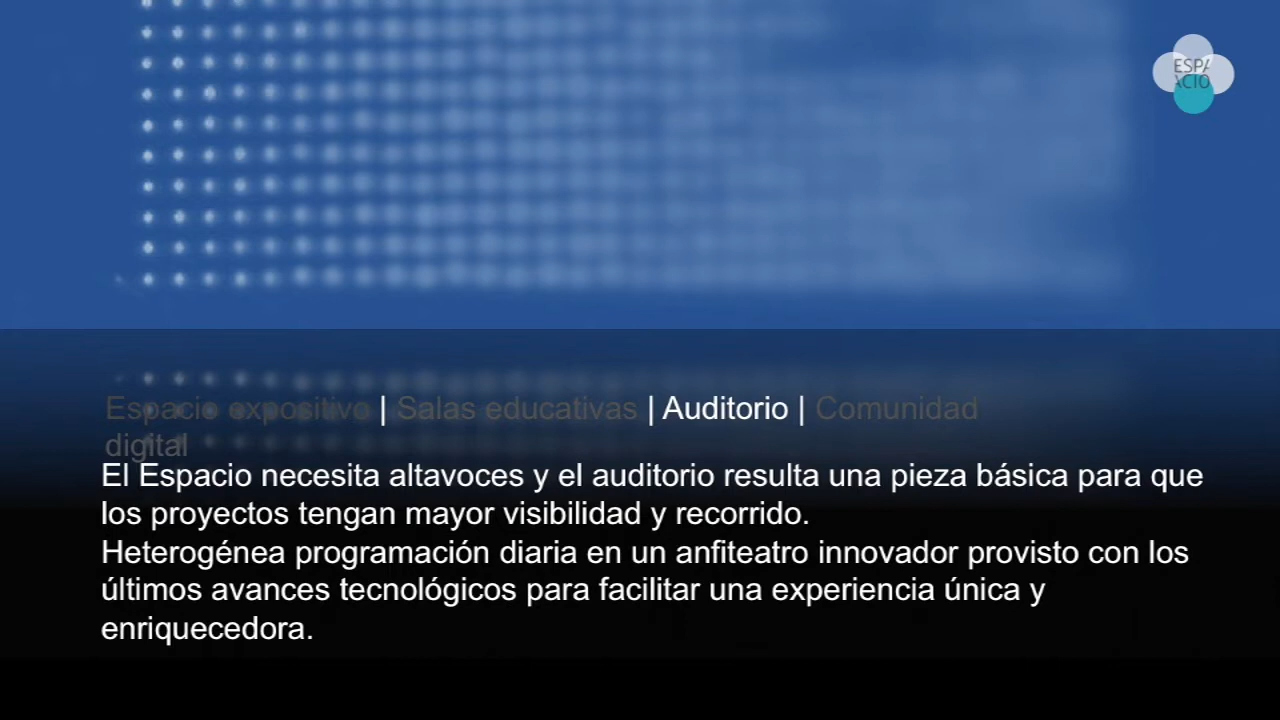 ESPA
ACIO
Espacio expositivo | Salas educativas | Auditorio | Comunidad
digital
El Espacio necesita altavoces y el auditorio resulta una pieza básica para que
los proyectos tengan mayor visibilidad y recorrido.
Heterogénea programación diaria en un anfiteatro innovador provisto con los
últimos avances tecnológicos para facilitar una experiencia única y
enriquecedora.